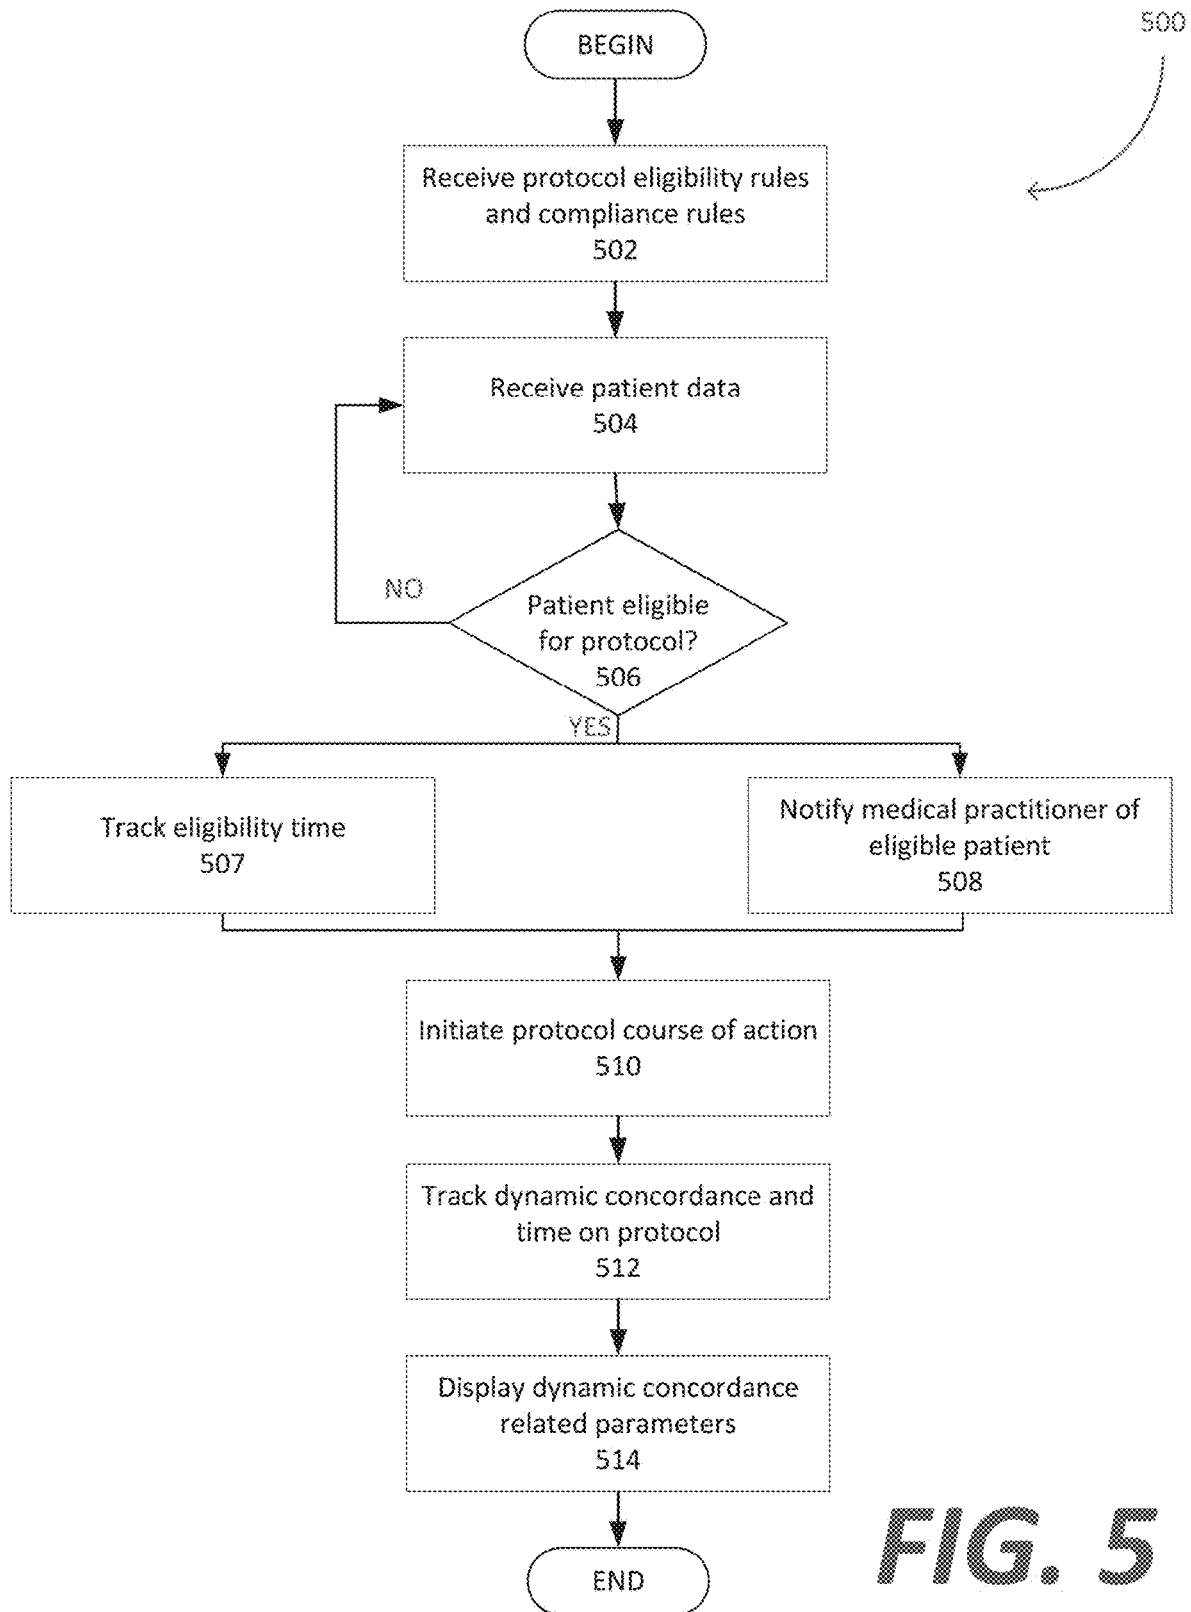 BEGIN
500
Receive protocol eligibility rules
and compliance rules
502
Receive patient data
504
NO
Patient eligible
for protocol?
506
YES
Track eligibility time
507
Notify medical practitioner of
eligible patient
508
Initiate protocol course of action
510
Track dynamic concordance and
time on protocol
512
Display dynamic concordance
related parameters
514
END
FIG. 5